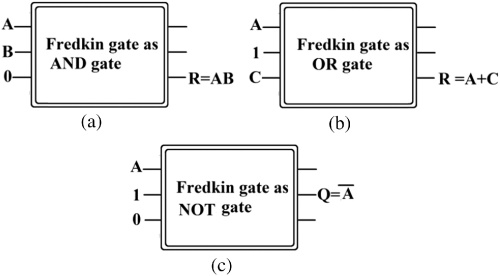 A
B
0
Fredkin gate as
AND gate
R=AB
(a)
A
1
C
Fredkin gate as
OR gate
R =A+C
(b)
A
1
0
Fredkin gate as
NOT gate
Q=A̅
(c)